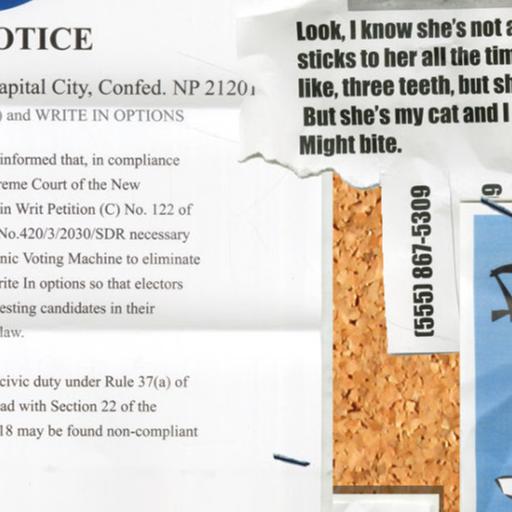 OTICE
apital City, Confed. NP 21201
) and WRITE IN OPTIONS
informed that, in compliance
reme Court of the New
in Writ Petition (C) No. 122 of
No.420/3/2030/SDR necessary
nic Voting Machine to eliminate
rite In options so that electors
esting candidates in their
law.
civic duty under Rule 37(a) of
ad with Section 22 of the
18 may be found non-compliant
Look, I know she's not a
sticks to her all the tim
like, three teeth, but sh
But she's my cat and I
Might bite.
(555) 867-5309
9